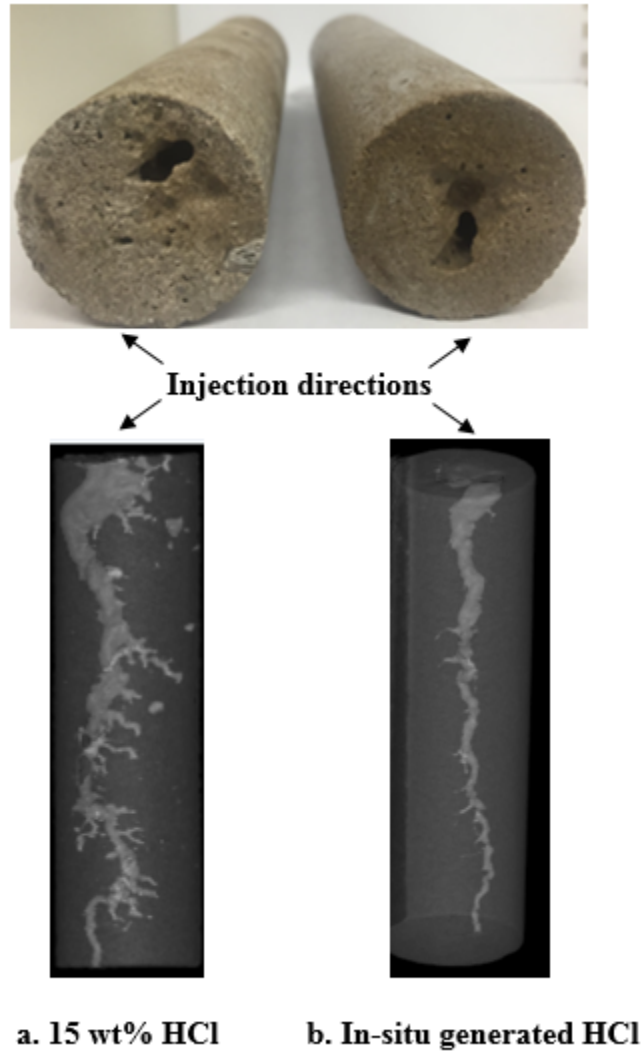 Injection directions
a. 15 wt% HCl
b. In-situ generated HCl